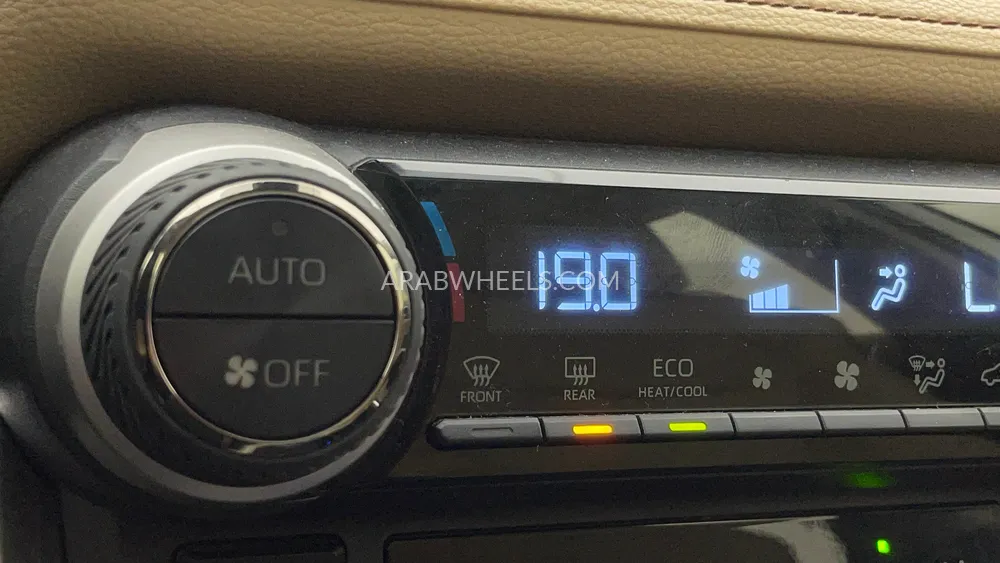 AUTO
OFF
ARABWHEELS.COM
19.0
FRONT
REAR
ECO
HEAT/COOL